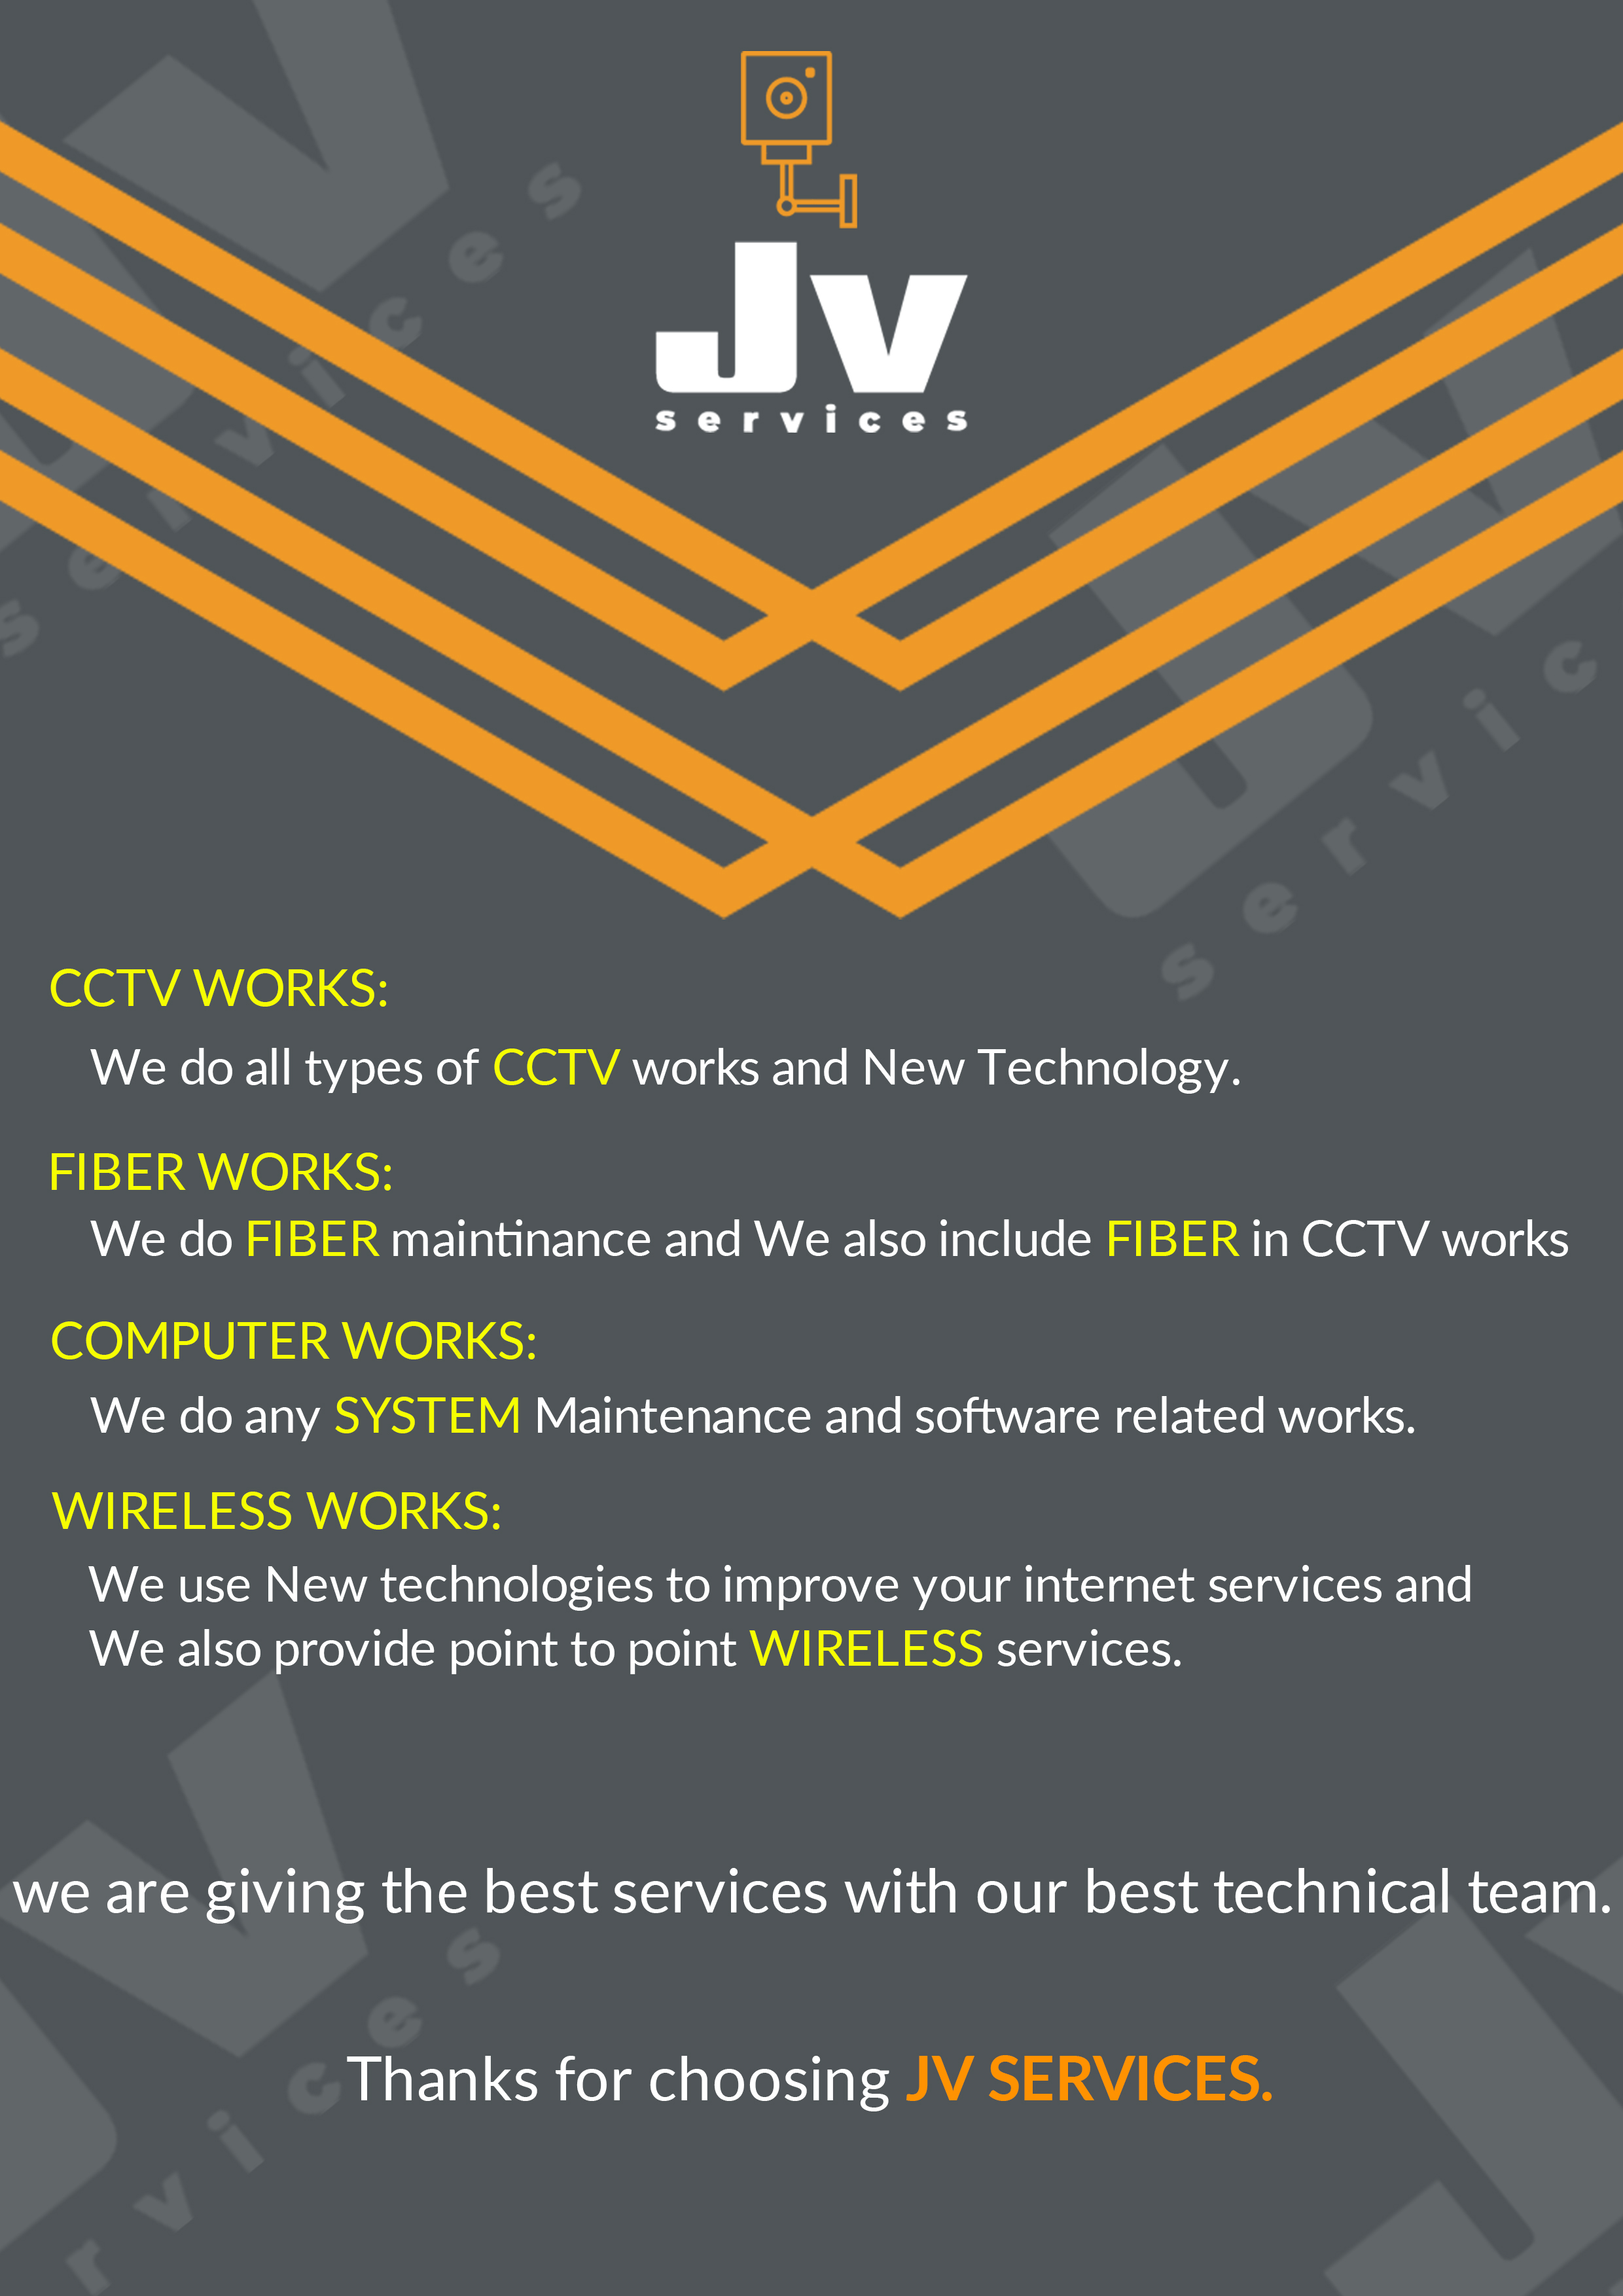 Jv
services
CCTV WORKS:
We do all types of CCTV works and New Technology.
FIBER WORKS:
We do FIBER maintinance and We also include FIBER in CCTV works
COMPUTER WORKS:
We do any SYSTEM Maintenance and software related works.
WIRELESS WORKS:
We use New technologies to improve your internet services and
We also provide point to point WIRELESS services.
we are giving the best services with our best technical team.
Thanks for choosing JV SERVICES.